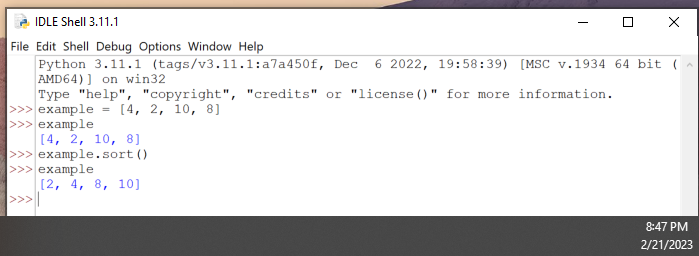 IDLE Shell 3.11.1
File Edit Shell Debug Options Window Help
Python 3.11.1 (tags/v3.11.1:a7a450f, Dec  6 2022, 19:58:39) [MSC v.1934 64 bit (
AMD64)] on win32
Type "help", "copyright", "credits" or "license()" for more information.
>>> example = [4, 2, 10, 8]
>>> example
[4, 2, 10, 8]
>>> example.sort()
>>> example
[2, 4, 8, 10]
>>>
8:47 PM
2/21/2023